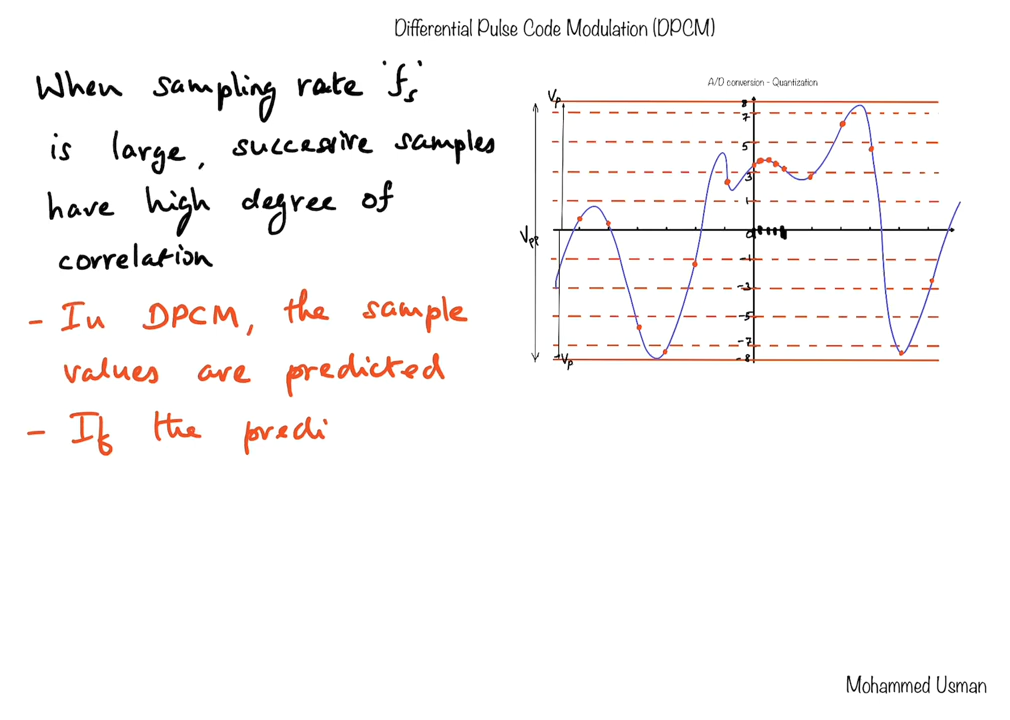 Differential Pulse Code Modulation (DPCM)
When sampling rate 'fs'
is large, successive samples
have high degree of
correlation
- In DPCM, the sample
values are predicted
- If the predi
A/D conversion - Quantization
Vp
8
7
5
3
1
0
-1
-3
-5
-7
-8
-Vp
Mohammed Usman